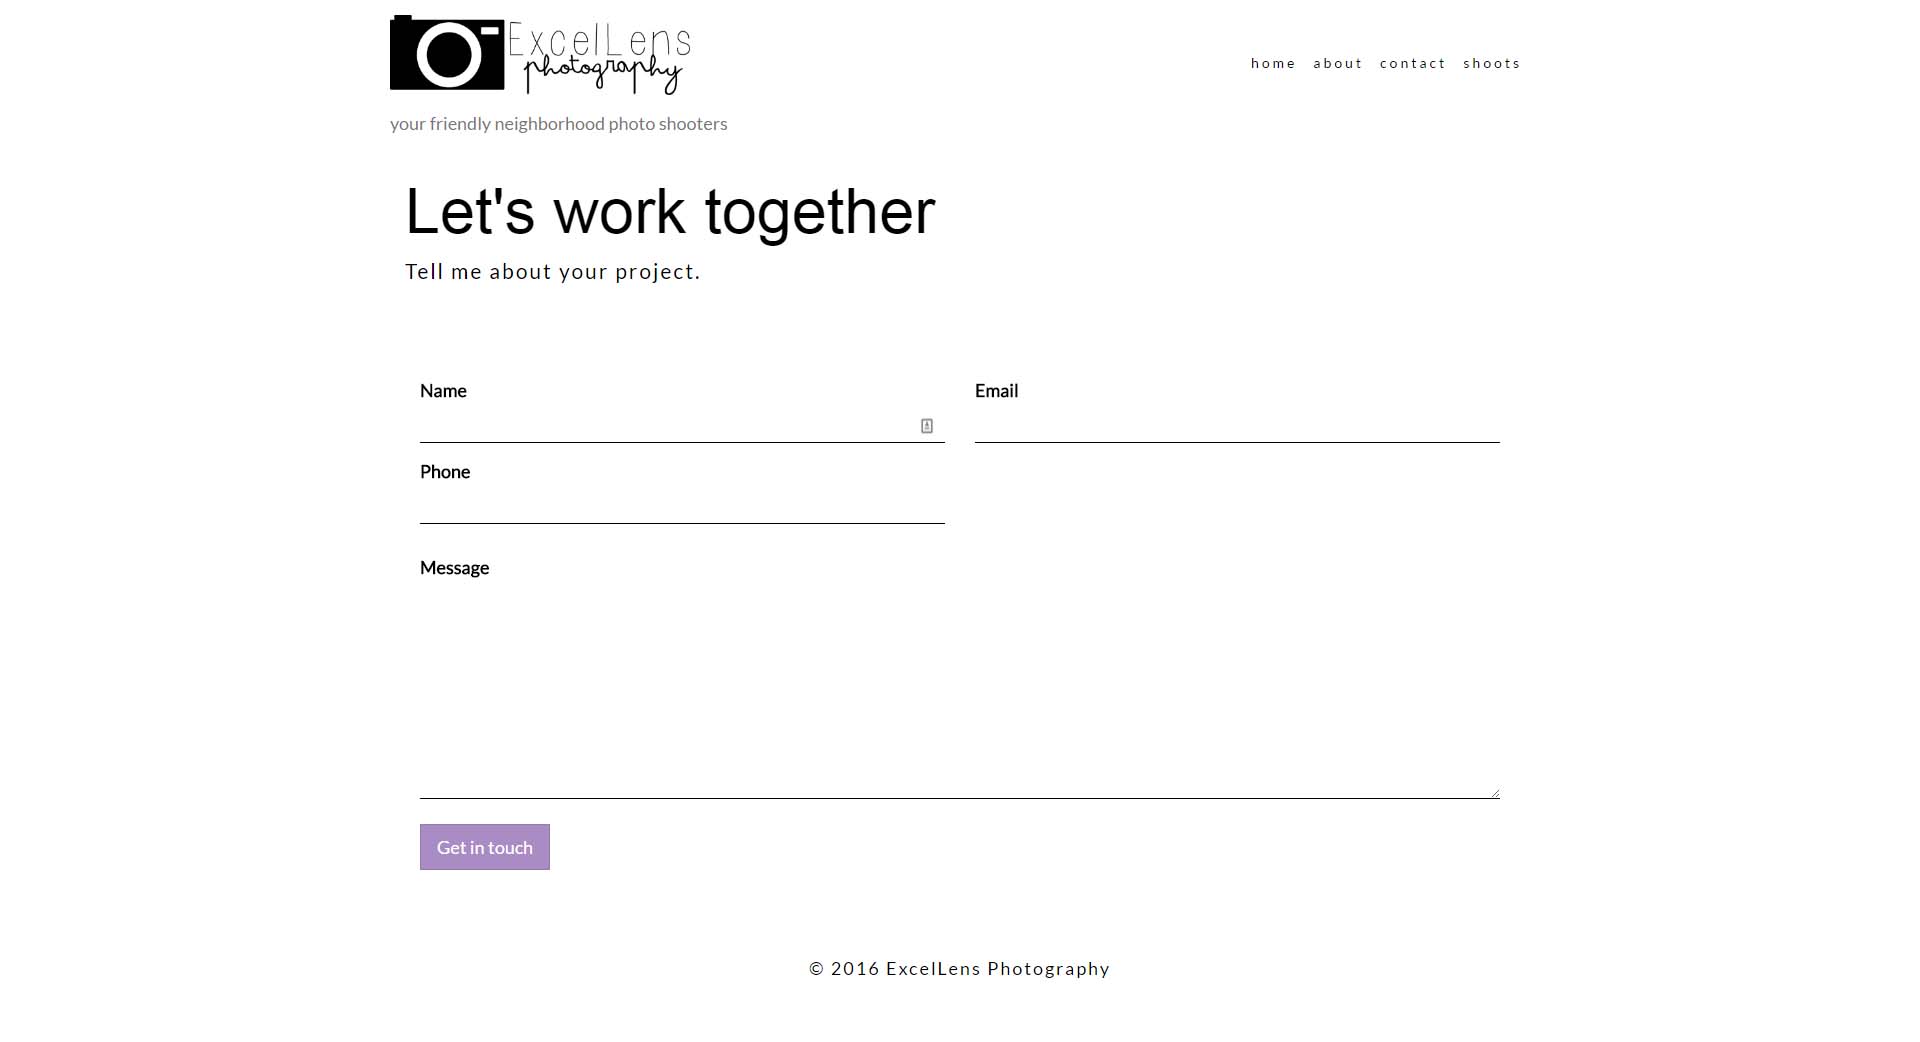 ExcelLens
photography
home about contact shoots
your friendly neighborhood photo shooters
Let's work together
Tell me about your project.
Name
Email
Phone
Message
Get in touch
© 2016 ExcelLens Photography